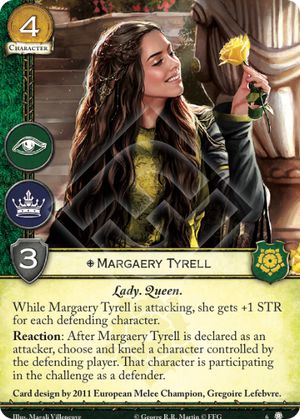 4
CHARACTER
3
MARGAERY TYRELL
Lady. Queen.
While Margaery Tyrell is attacking, she gets +1 STR
for each defending character.
Reaction: After Margaery Tyrell is declared as an
attacker, choose and kneel a character controlled by
the defending player. That character is participating
in the challenge as a defender.
Card design by 2011 European Melee Champion, Gregoire Lefebvre.
Illus. Magali Villeneuve © George R.R. Martin © FFG 6